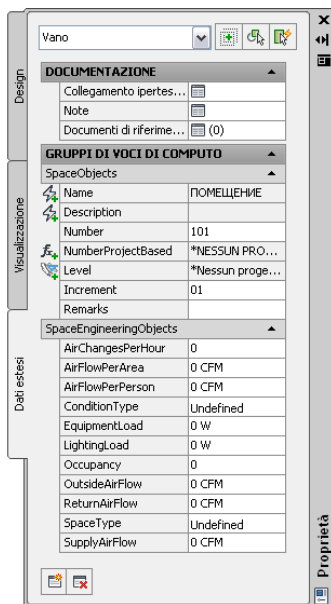 Vano
Design
Visualizzazione
Dati estesi
DOCUMENTAZIONE
Collegamento ipertes...
Note
Documenti di riferime... (0)
GRUPPI DI VOCI DI COMPUTO
SpaceObjects
Name ПОМЕЩЕНИЕ
Description
Number 101
NumberProjectBased *NESSUN PRO...
Level *Nessun proge...
Increment 01
Remarks
SpaceEngineeringObjects
AirChangesPerHour 0
AirFlowPerArea 0 CFM
AirFlowPerPerson 0 CFM
ConditionType Undefined
EquipmentLoad 0 W
LightingLoad 0 W
Occupancy 0
OutsideAirFlow 0 CFM
ReturnAirFlow 0 CFM
SpaceType Undefined
SupplyAirFlow 0 CFM
Proprietà